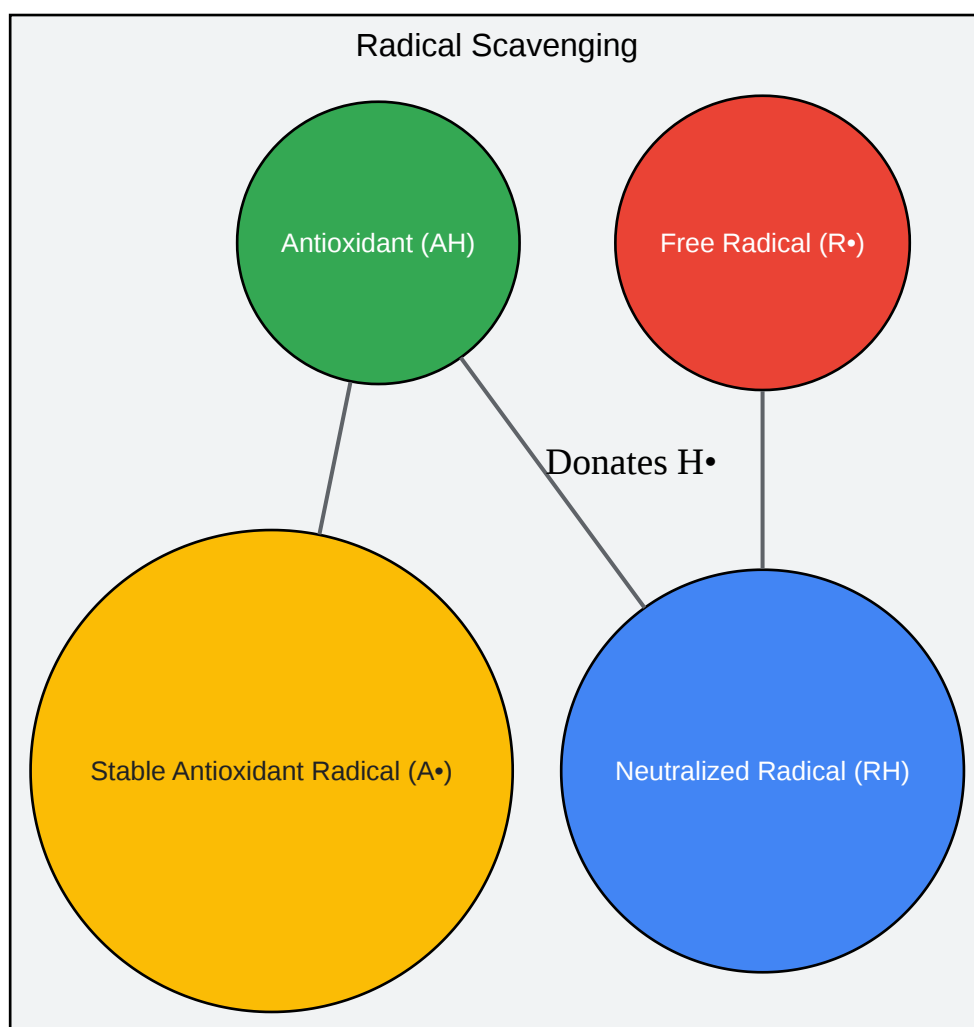 Radical Scavenging
Antioxidant (AH)
Free Radical (R•)
Donates H•
Stable Antioxidant Radical (A•)
Neutralized Radical (RH)